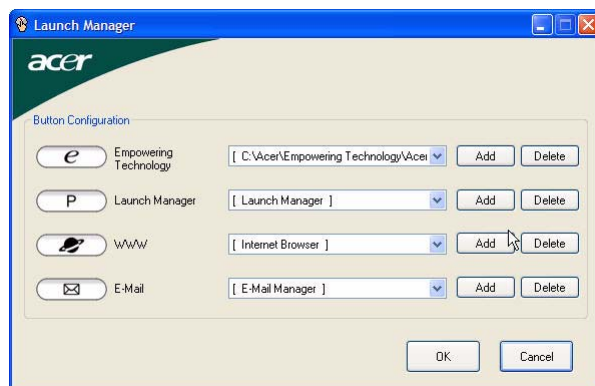 Launch Manager
acer
Button Configuration
e Empowering Technology [ C:\Acer\Empowering Technology\Acer Add Delete
P Launch Manager [ Launch Manager ] Add Delete
WWW [ Internet Browser ] Add Delete
E-Mail [ E-Mail Manager ] Add Delete
OK Cancel